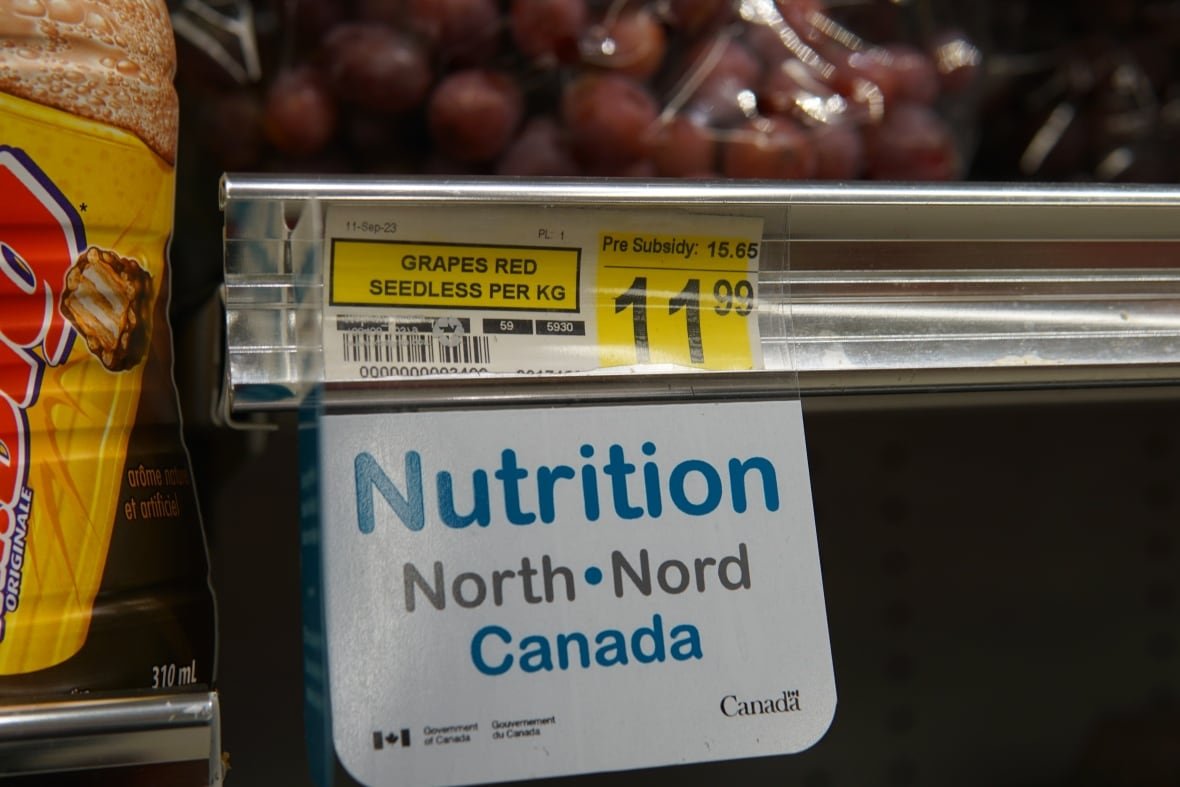 11-Sep-23 PL: 1
GRAPES RED
SEEDLESS PER KG
Pre Subsidy: 15.65
11 99
59 5930
Nutrition
North•Nord
Canada
Government
of Canada
Gouvernement
du Canada
Canada
*
arôme
et artificiel
ORIGINALE
310 mL